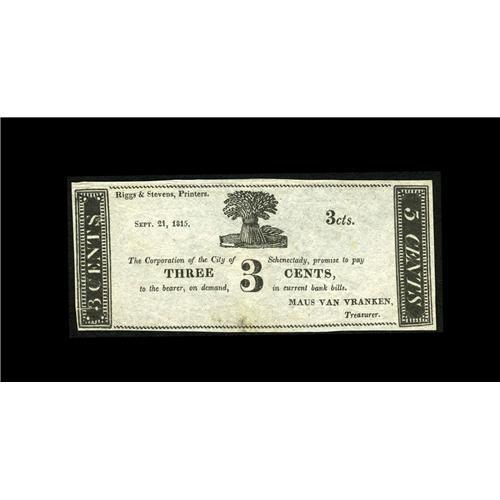 Riggs & Stevens, Printers.
SEPT. 21, 1815.
3cts.
The Corporation of the City of Schenectady, promise to pay
THREE 3 CENTS,
to the bearer, on demand, in current bank bills.
MAUS VAN VRANKEN,
Treasurer.
3 CENTS
5 CENTS